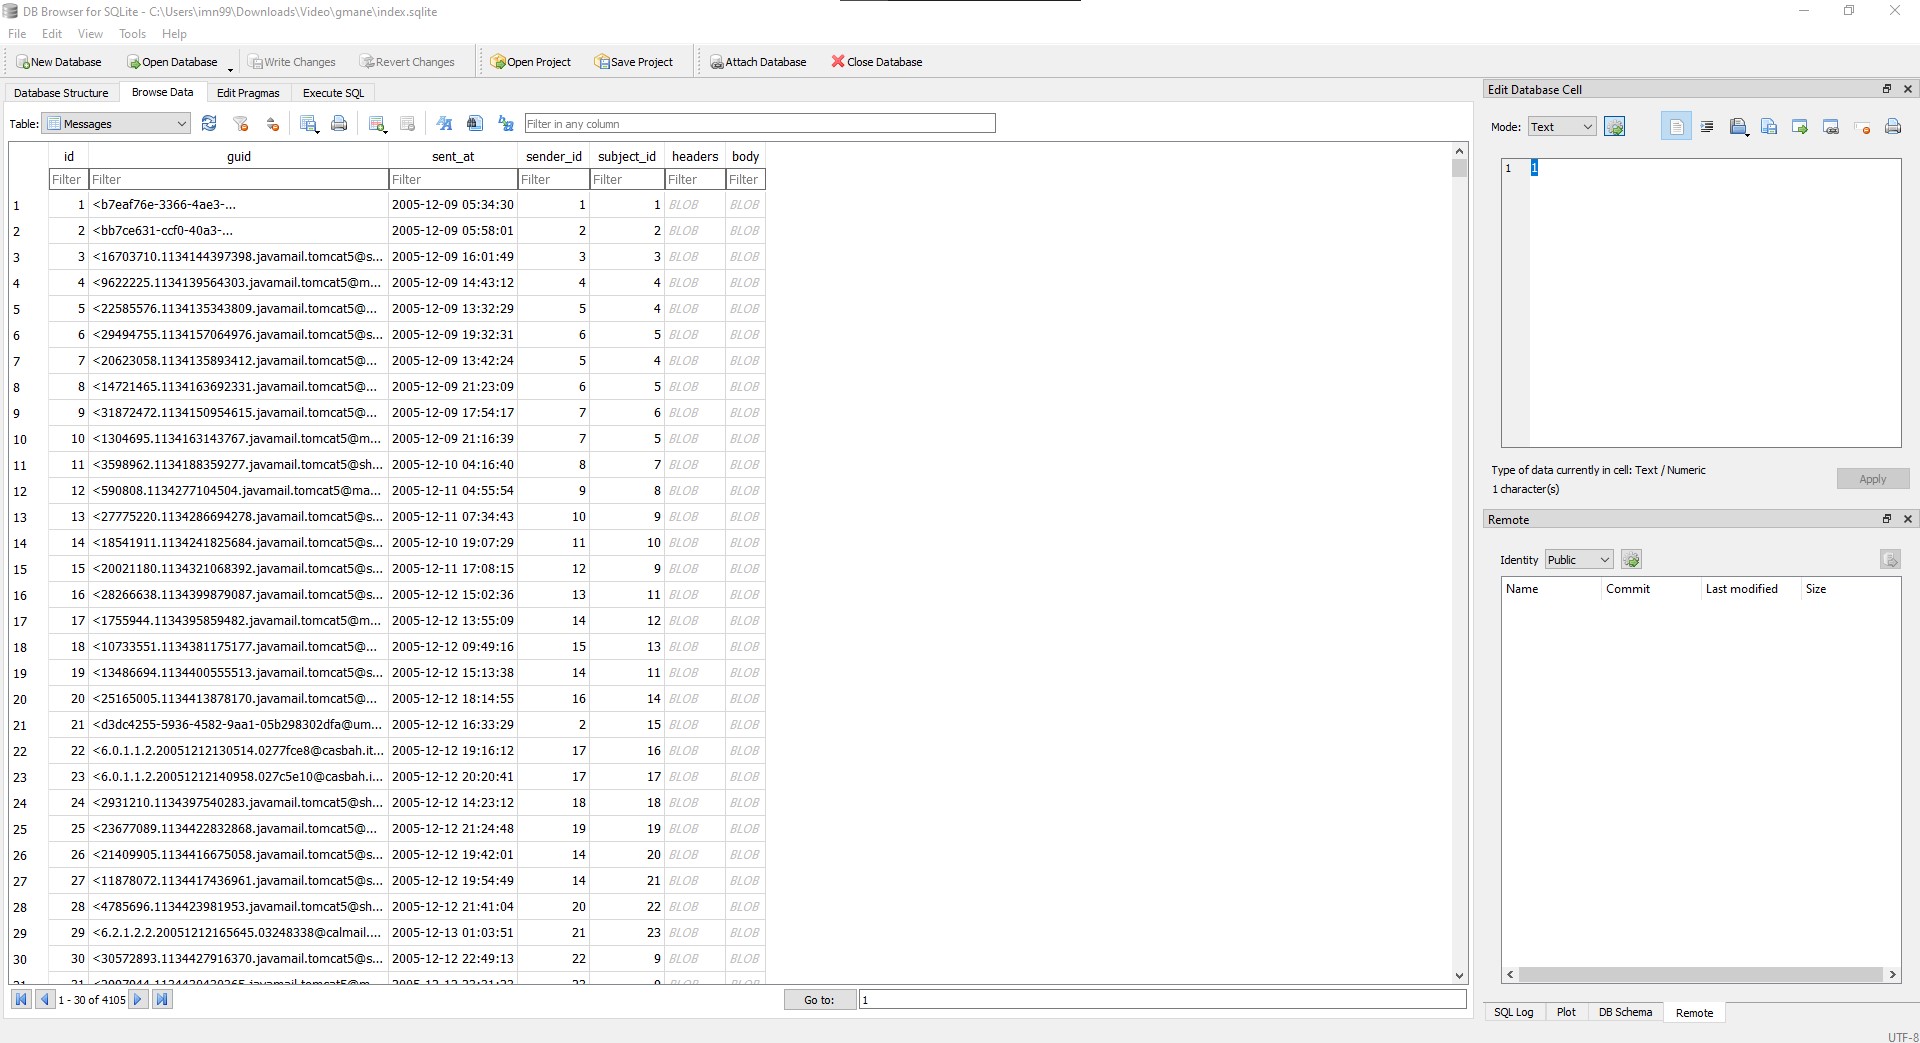 DB Browser for SQLite - C:\Users\imn99\Downloads\Video\gmane\index.sqlite
File Edit View Tools Help
New Database Open Database Write Changes Revert Changes Open Project Save Project Attach Database Close Database
Database Structure Browse Data Edit Pragmas Execute SQL
Table: Messages Filter in any column
id guid sent_at sender_id subject_id headers body
Filter Filter Filter Filter Filter Filter Filter
1 1 <b7eaf76e-3366-4ae3-... 2005-12-09 05:34:30 1 1 BLOB BLOB
2 2 <bb7ce631-ccf0-40a3-... 2005-12-09 05:58:01 2 2 BLOB BLOB
3 3 <16703710.1134144397398.javamail.tomcat5@s... 2005-12-09 16:01:49 3 3 BLOB BLOB
4 4 <9622225.1134139564303.javamail.tomcat5@m... 2005-12-09 14:43:12 4 4 BLOB BLOB
5 5 <22585576.1134135343809.javamail.tomcat5@... 2005-12-09 13:32:29 5 4 BLOB BLOB
6 6 <29494755.1134157064976.javamail.tomcat5@s... 2005-12-09 19:32:31 6 5 BLOB BLOB
7 7 <20623058.1134135893412.javamail.tomcat5@... 2005-12-09 13:42:24 5 4 BLOB BLOB
8 8 <14721465.1134163692331.javamail.tomcat5@... 2005-12-09 21:23:09 6 5 BLOB BLOB
9 9 <31872472.1134150954615.javamail.tomcat5@... 2005-12-09 17:54:17 7 6 BLOB BLOB
10 10 <1304695.1134163143767.javamail.tomcat5@m... 2005-12-09 21:16:39 7 5 BLOB BLOB
11 11 <3598962.1134188359277.javamail.tomcat5@sh... 2005-12-10 04:16:40 8 7 BLOB BLOB
12 12 <590808.1134277104504.javamail.tomcat5@ma... 2005-12-11 04:55:54 9 8 BLOB BLOB
13 13 <27775220.1134286694278.javamail.tomcat5@s... 2005-12-11 07:34:43 10 9 BLOB BLOB
14 14 <18541911.1134241825684.javamail.tomcat5@s... 2005-12-10 19:07:29 11 10 BLOB BLOB
15 15 <20021180.1134321068392.javamail.tomcat5@s... 2005-12-11 17:08:15 12 9 BLOB BLOB
16 16 <28266638.1134399879087.javamail.tomcat5@s... 2005-12-12 15:02:36 13 11 BLOB BLOB
17 17 <1755944.1134395859482.javamail.tomcat5@m... 2005-12-12 13:55:09 14 12 BLOB BLOB
18 18 <10733551.1134381175177.javamail.tomcat5@... 2005-12-12 09:49:16 15 13 BLOB BLOB
19 19 <13486694.1134400555513.javamail.tomcat5@s... 2005-12-12 15:13:38 14 11 BLOB BLOB
20 20 <25165005.1134413878170.javamail.tomcat5@... 2005-12-12 18:14:55 16 14 BLOB BLOB
21 21 <d3dc4255-5936-4582-9aa1-05b298302dfa@um... 2005-12-12 16:33:29 2 15 BLOB BLOB
22 22 <6.0.1.1.2.20051212130514.0277fce8@casbah.it... 2005-12-12 19:16:12 17 16 BLOB BLOB
23 23 <6.0.1.1.2.20051212140958.027c5e10@casbah.i... 2005-12-12 20:20:41 17 17 BLOB BLOB
24 24 <2931210.1134397540283.javamail.tomcat5@sh... 2005-12-12 14:23:12 18 18 BLOB BLOB
25 25 <23677089.1134422832868.javamail.tomcat5@... 2005-12-12 21:24:48 19 19 BLOB BLOB
26 26 <21409905.1134416675058.javamail.tomcat5@s... 2005-12-12 19:42:01 14 20 BLOB BLOB
27 27 <11878072.1134417436961.javamail.tomcat5@s... 2005-12-12 19:54:49 14 21 BLOB BLOB
28 28 <4785696.1134423981953.javamail.tomcat5@sh... 2005-12-12 21:41:04 20 22 BLOB BLOB
29 29 <6.2.1.2.2.20051212165645.03248338@calmail.... 2005-12-13 01:03:51 21 23 BLOB BLOB
30 30 <30572893.1134427916370.javamail.tomcat5@s... 2005-12-12 22:49:13 22 9 BLOB BLOB
1 - 30 of 4105 Go to: 1
Edit Database Cell
Mode: Text
1 1
Type of data currently in cell: Text / Numeric
1 character(s)
Apply
Remote
Identity Public
Name Commit Last modified Size
SQL Log Plot DB Schema Remote
UTF-8